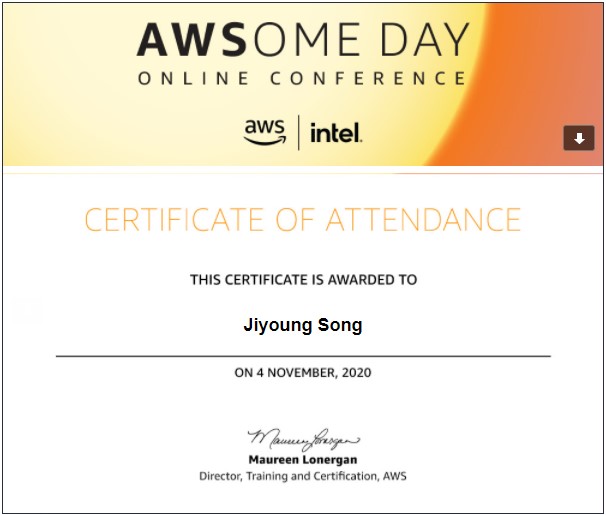 AWSOME DAY
ONLINE CONFERENCE
aws | intel.
CERTIFICATE OF ATTENDANCE
THIS CERTIFICATE IS AWARDED TO
Jiyoung Song
ON 4 NOVEMBER, 2020
Maureen Lonergan
Maureen Lonergan
Director, Training and Certification, AWS